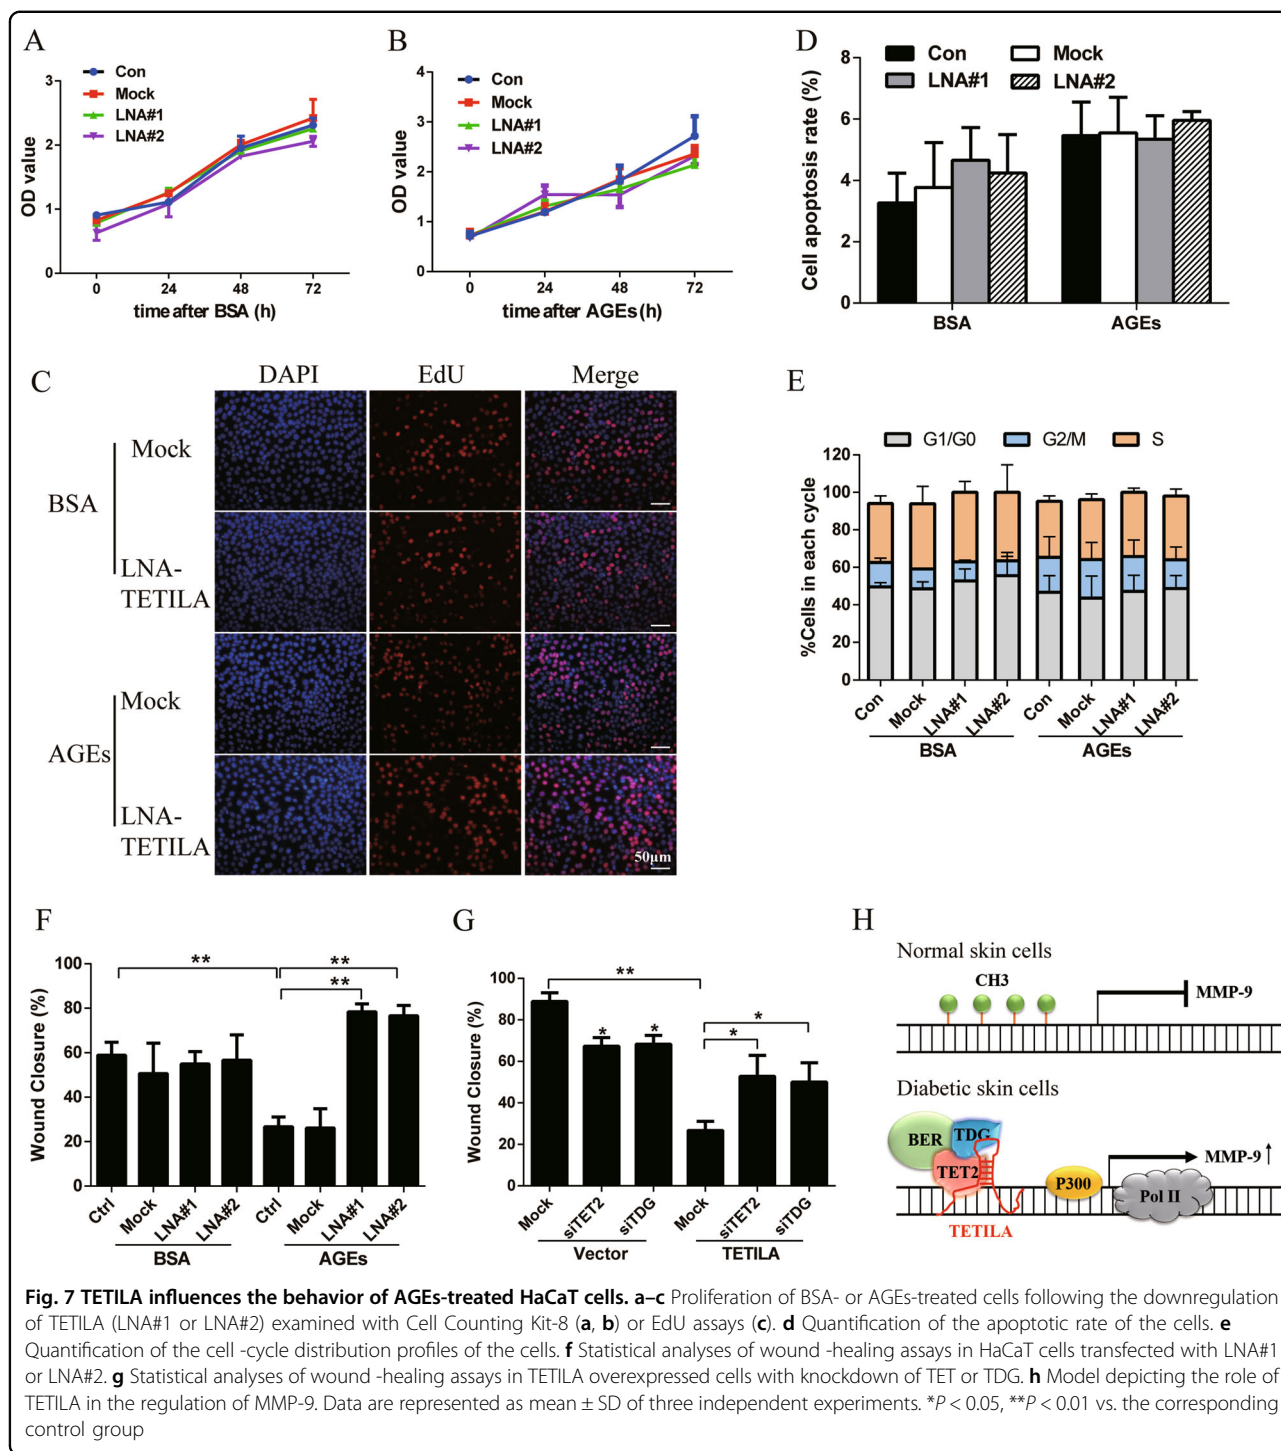 A
Con
Mock
LNA#1
LNA#2
OD value
3
2
1
0
0 24 48 72
time after BSA (h)
B
Con
Mock
LNA#1
LNA#2
OD value
4
3
2
1
0
0 24 48 72
time after AGEs (h)
D
Con Mock
LNA#1 LNA#2
Cell apoptosis rate (%)
8
6
4
2
0
BSA AGEs
C
DAPI EdU Merge
BSA
Mock
LNA-
TETILA
AGEs
Mock
LNA-
TETILA
50μm
E
G1/G0 G2/M S
%Cells in each cycle
120
100
80
60
40
20
0
Con Mock LNA#1 LNA#2 Con Mock LNA#1 LNA#2
BSA AGEs
F
Wound Closure (%)
100
80
60
40
20
0
** ** **
Ctrl Mock LNA#1 LNA#2 Ctrl Mock LNA#1 LNA#2
BSA AGEs
G
Wound Closure (%)
100
80
60
40
20
0
** * * * *
Mock siTET2 siTDG Mock siTET2 siTDG
Vector TETILA
H
Normal skin cells
CH3
MMP-9
Diabetic skin cells
BER TDG
TET2
P300
Pol II
MMP-9 ↑
TETILA
Fig. 7 TETILA influences the behavior of AGEs-treated HaCaT cells. a–c Proliferation of BSA- or AGEs-treated cells following the downregulation
of TETILA (LNA#1 or LNA#2) examined with Cell Counting Kit-8 (a, b) or EdU assays (c). d Quantification of the apoptotic rate of the cells. e
Quantification of the cell -cycle distribution profiles of the cells. f Statistical analyses of wound -healing assays in HaCaT cells transfected with LNA#1
or LNA#2. g Statistical analyses of wound -healing assays in TETILA overexpressed cells with knockdown of TET or TDG. h Model depicting the role of
TETILA in the regulation of MMP-9. Data are represented as mean ± SD of three independent experiments. *P < 0.05, **P < 0.01 vs. the corresponding
control group